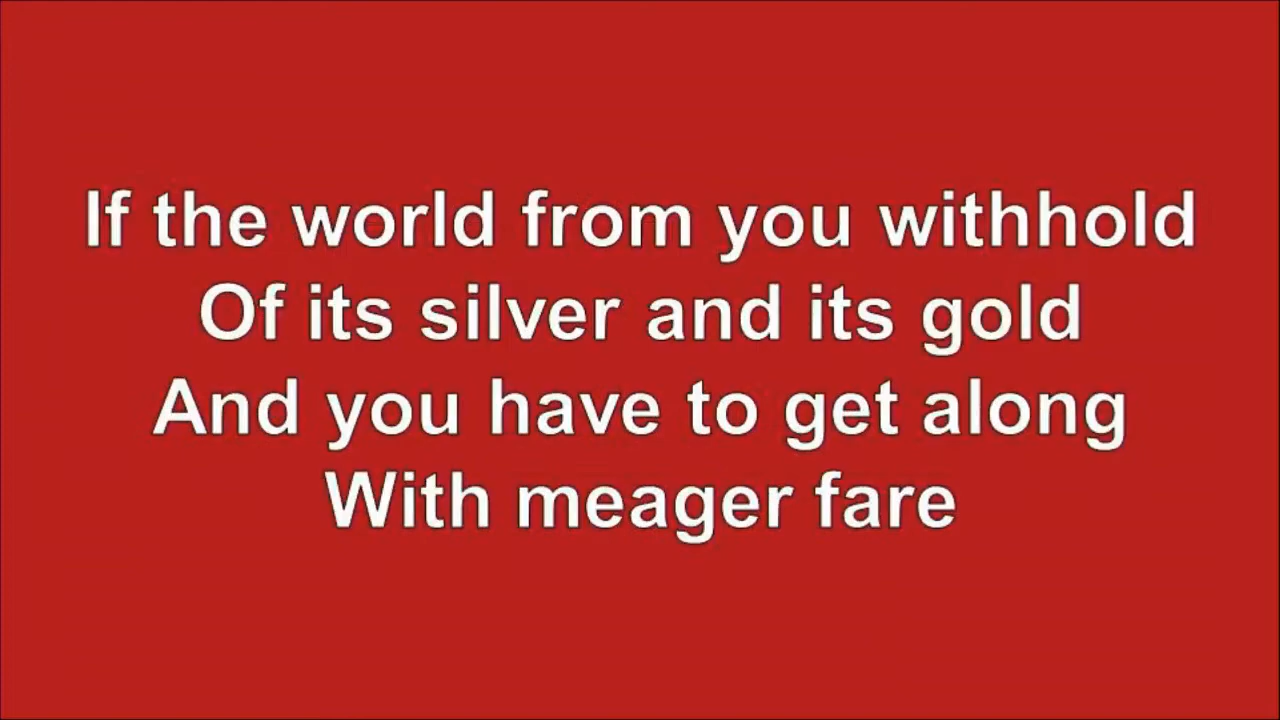 If the world from you withhold
Of its silver and its gold
And you have to get along
With meager fare